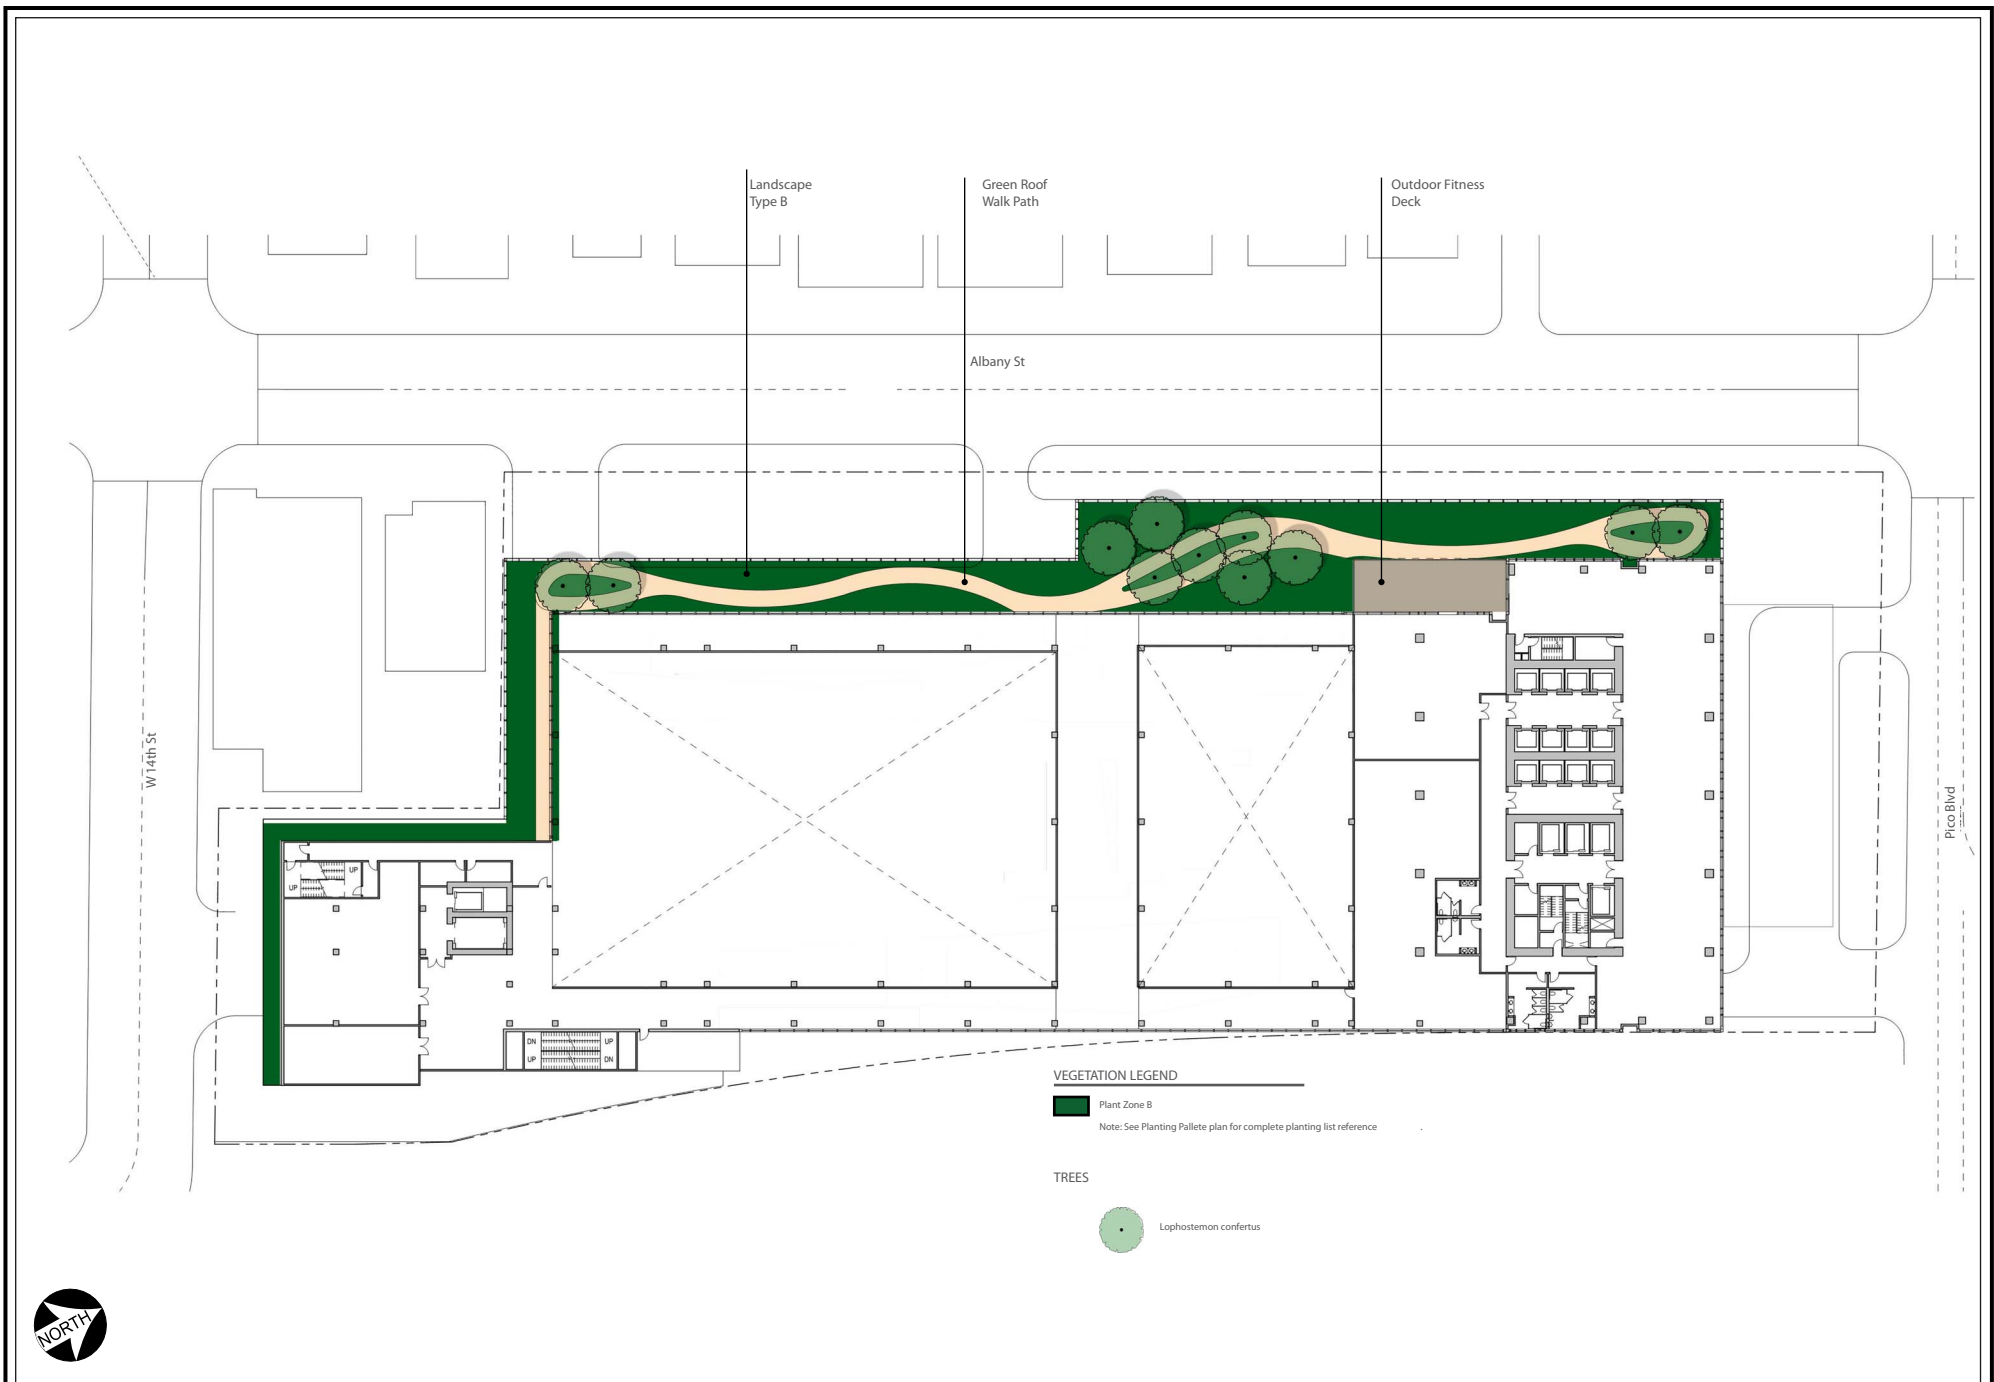 Landscape
Type B
Green Roof
Walk Path
Outdoor Fitness
Deck
Albany St
W 14th St
Pico Blvd
UP
UP
DN
UP
UP
DN
VEGETATION LEGEND
Plant Zone B
Note: See Planting Pallete plan for complete planting list reference .
TREES
Lophostemon confertus
NORTH